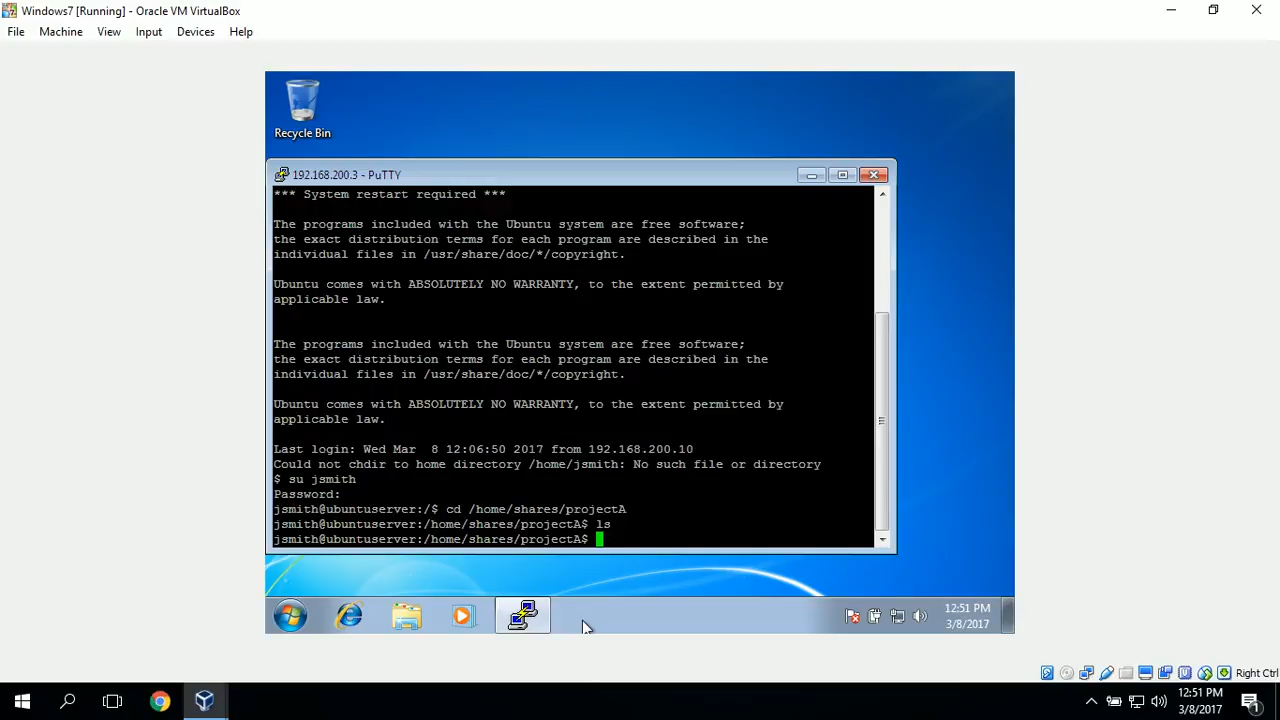 Windows7 [Running] - Oracle VM VirtualBox
File Machine View Input Devices Help
Recycle Bin
192.168.200.3 - PuTTY
*** System restart required ***
The programs included with the Ubuntu system are free software;
the exact distribution terms for each program are described in the
individual files in /usr/share/doc/*/copyright.
Ubuntu comes with ABSOLUTELY NO WARRANTY, to the extent permitted by
applicable law.
The programs included with the Ubuntu system are free software;
the exact distribution terms for each program are described in the
individual files in /usr/share/doc/*/copyright.
Ubuntu comes with ABSOLUTELY NO WARRANTY, to the extent permitted by
applicable law.
Last login: Wed Mar  8 12:06:50 2017 from 192.168.200.10
Could not chdir to home directory /home/jsmith: No such file or directory
$ su jsmith
Password:
jsmith@ubuntuserver:/$ cd /home/shares/projectA
jsmith@ubuntuserver:/home/shares/projectA$ ls
jsmith@ubuntuserver:/home/shares/projectA$
12:51 PM
3/8/2017
Right Ctrl
12:51 PM
3/8/2017
1